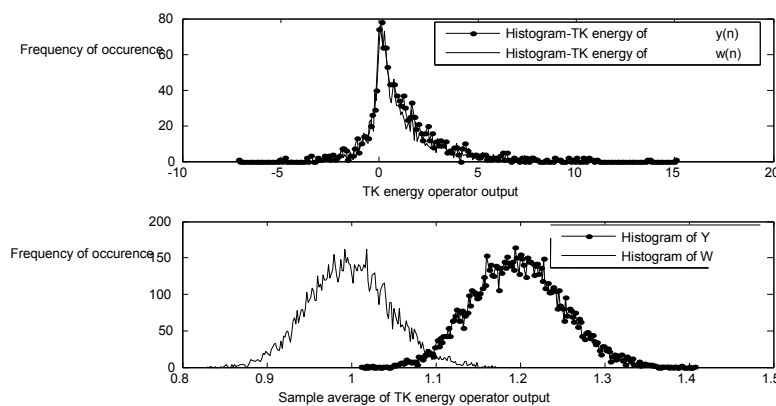 80
Frequency of occurence
60
40
20
0
Histogram-TK energy of y(n)
Histogram-TK energy of w(n)
-10 -5 0 5 10 15 20
TK energy operator output
200
Frequency of occurence
150
100
50
0
Histogram of Y
Histogram of W
0.8 0.9 1 1.1 1.2 1.3 1.4 1.5
Sample average of TK energy operator output